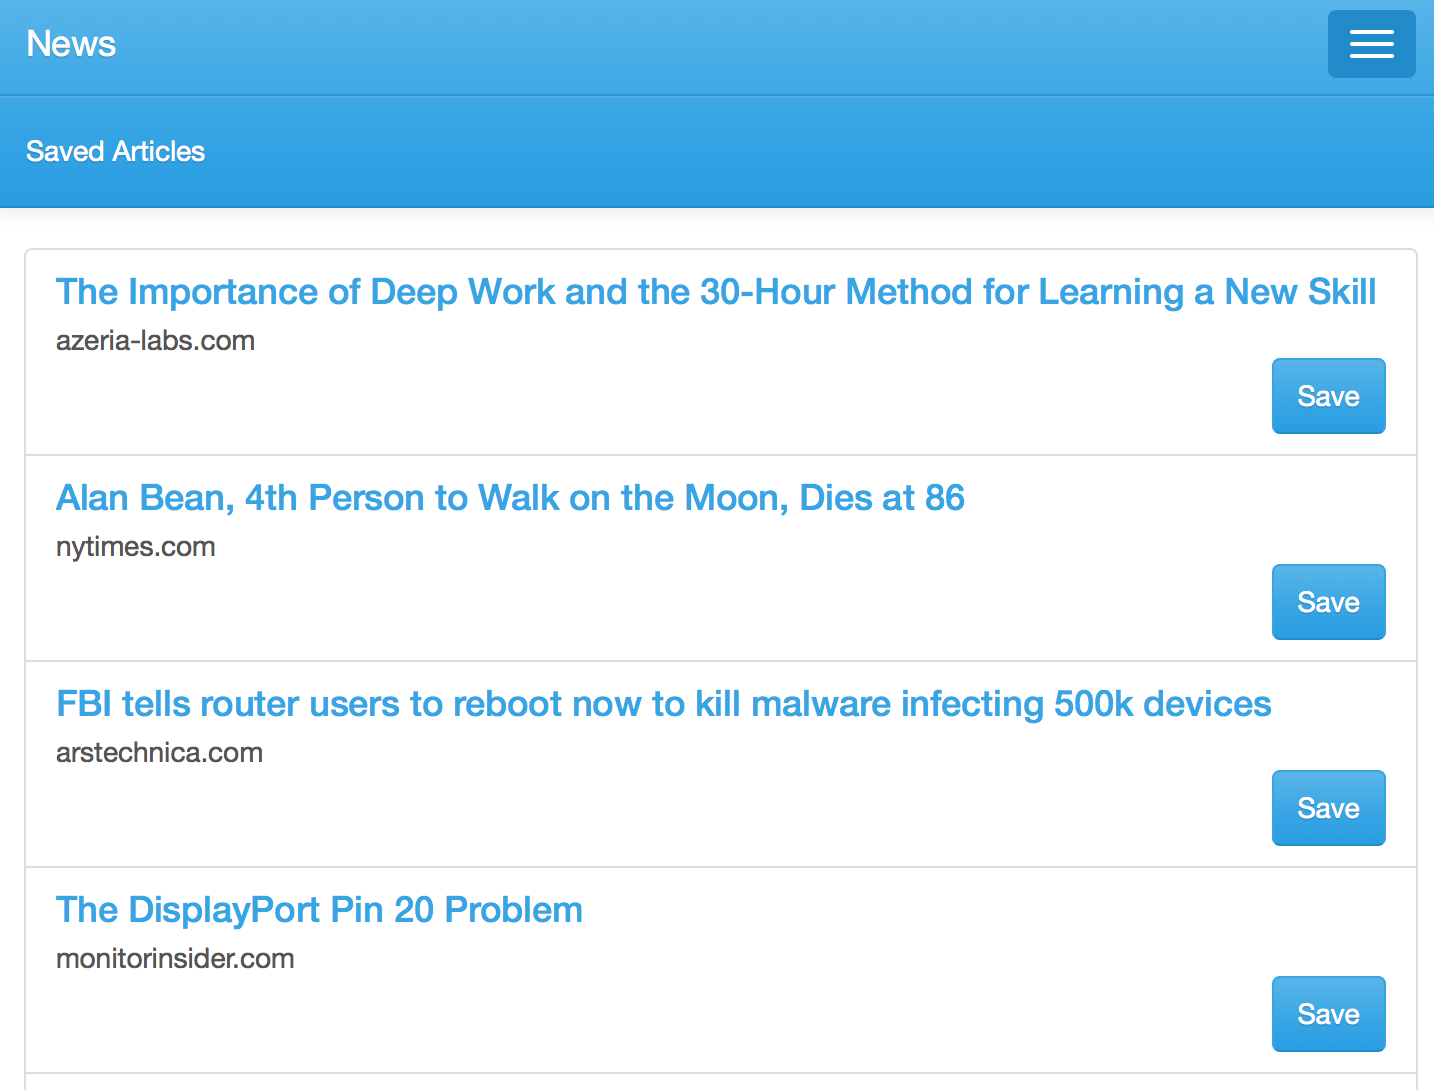 News
Saved Articles
The Importance of Deep Work and the 30-Hour Method for Learning a New Skill
azeria-labs.com
Save
Alan Bean, 4th Person to Walk on the Moon, Dies at 86
nytimes.com
Save
FBI tells router users to reboot now to kill malware infecting 500k devices
arstechnica.com
Save
The DisplayPort Pin 20 Problem
monitorinsider.com
Save